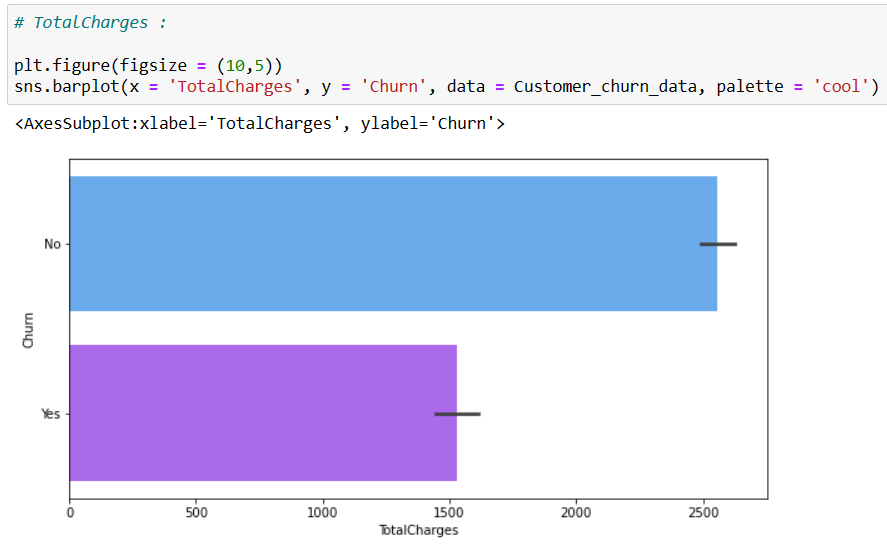 # TotalCharges :
plt.figure(figsize = (10,5))
sns.barplot(x = 'TotalCharges', y = 'Churn', data = Customer_churn_data, palette = 'cool')
<AxesSubplot:xlabel='TotalCharges', ylabel='Churn'>
No
Churn
Yes
0 500 1000 1500 2000 2500
TotalCharges